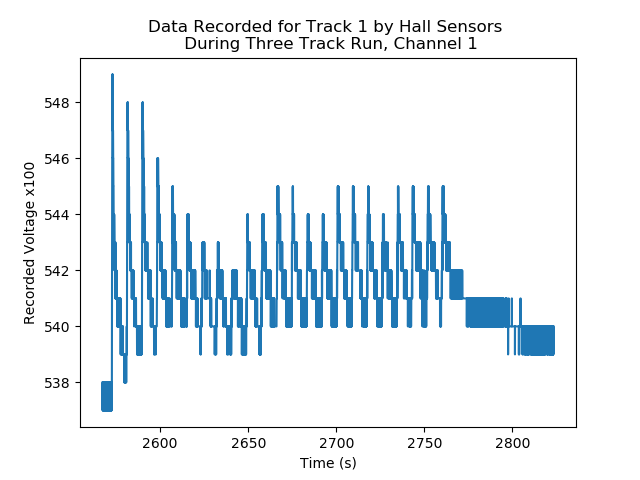 Data Recorded for Track 1 by Hall Sensors
During Three Track Run, Channel 1
548
546
544
542
540
538
Recorded Voltage x100
2600 2650 2700 2750 2800
Time (s)